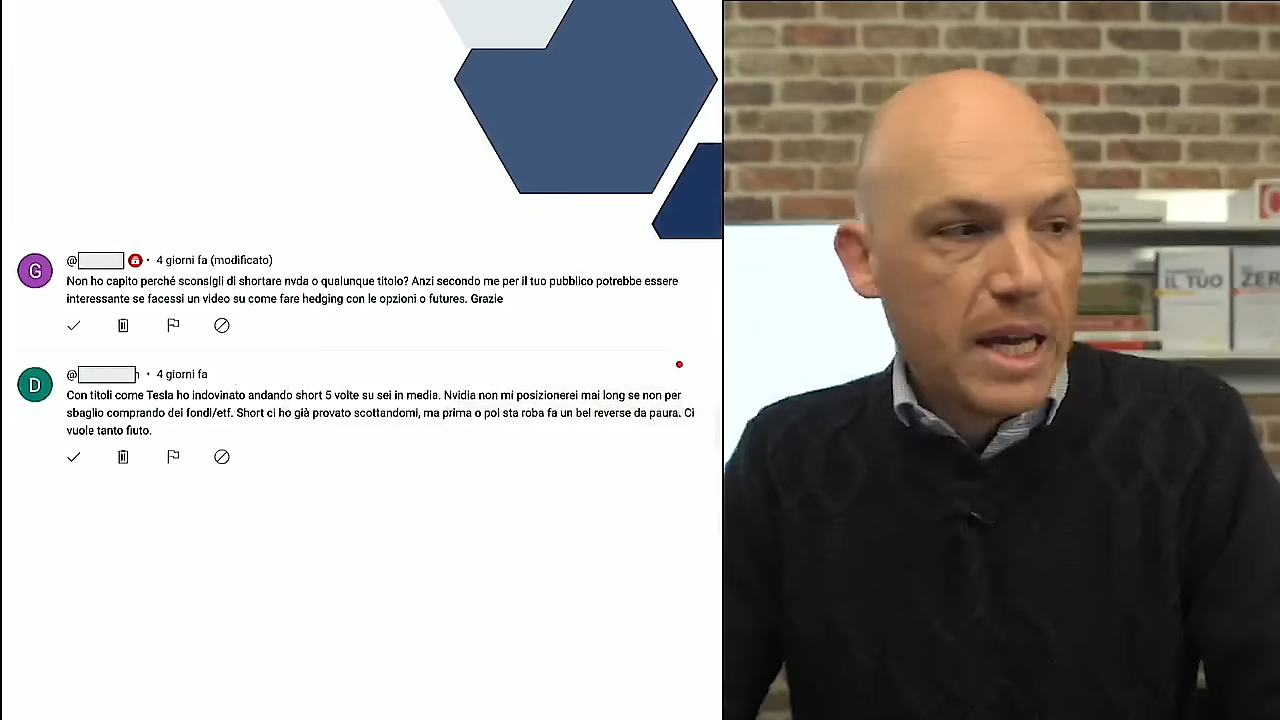 G
@ · 4 giorni fa (modificato)
Non ho capito perché sconsigli di shortare nvda o qualunque titolo? Anzi secondo me per il tuo pubblico potrebbe essere
interessante se facessi un video su come fare hedging con le opzioni o futures. Grazie
D
@ · 4 giorni fa
Con titoli come Tesla ho indovinato andando short 5 volte su sei in media. Nvidia non mi posizionerei mai long se non per
sbaglio comprando dei fondi/etf. Short ci ho già provato scottandomi, ma prima o poi sta roba fa un bel reverse da paura. Ci
vuole tanto fiuto.
IL TUO
ZER